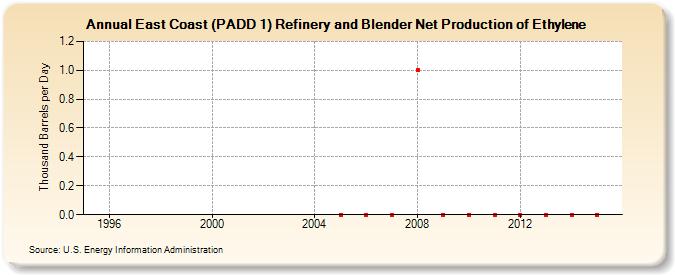 Annual East Coast (PADD 1) Refinery and Blender Net Production of Ethylene
Thousand Barrels per Day
1.2
1.0
0.8
0.6
0.4
0.2
0.0
1996 2000 2004 2008 2012
Source: U.S. Energy Information Administration